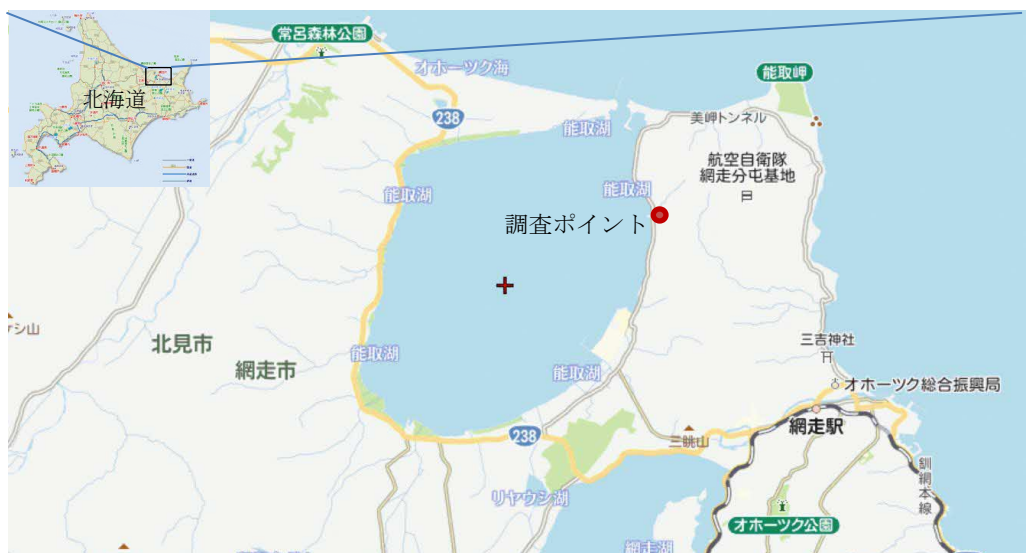 常呂森林公園
オホーツク海
能取岬
北海道
238
能取湖
美岬トンネル
航空自衛隊
網走分屯基地
能取湖
能取湖
調査ポイント
シ山
北見市
網走市
能取湖
能取湖
三吉神社
オホーツク総合振興局
238
三眺山
網走駅
リヤウシ湖
釧網本線
オホーツク公園
網走湖